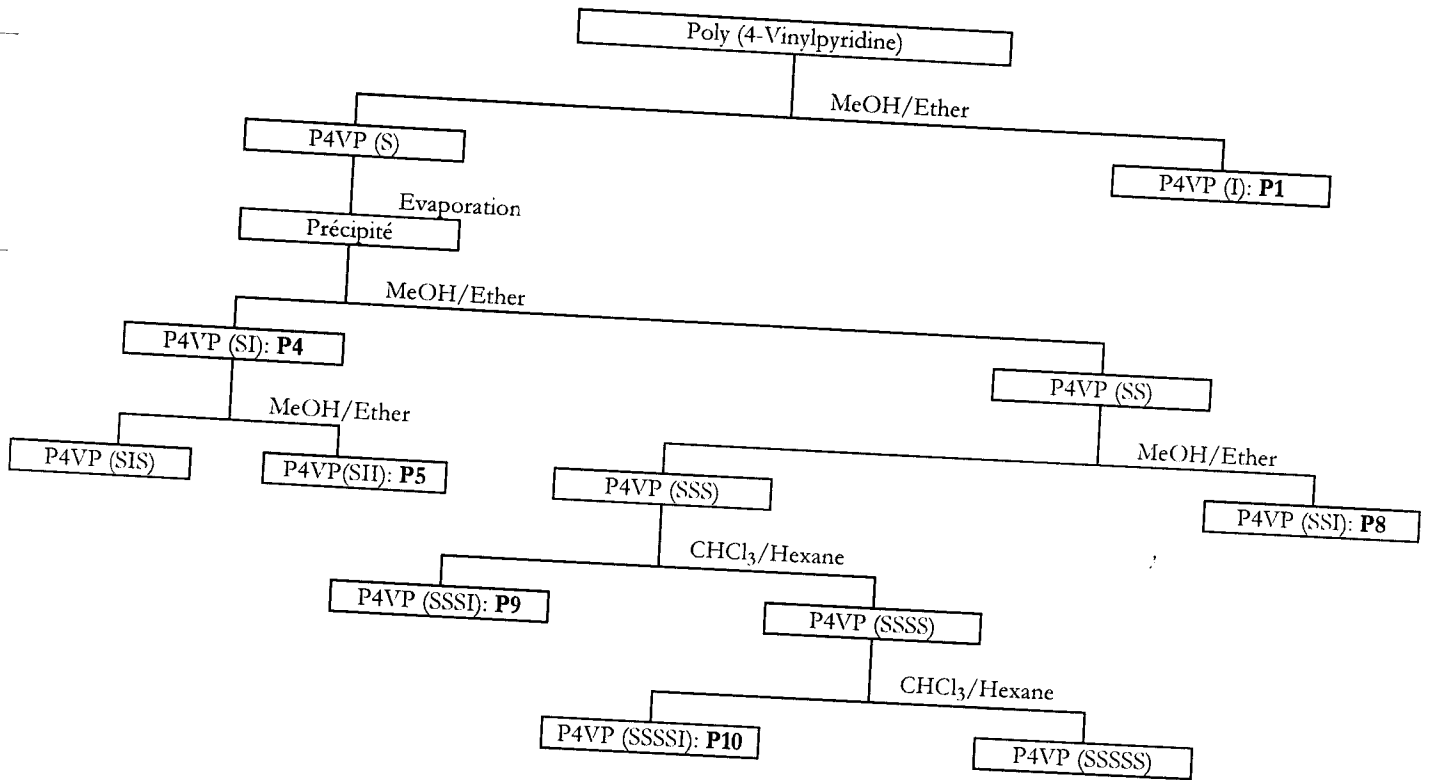 Poly (4-Vinylpyridine)
MeOH/Ether
P4VP (S)
P4VP (I): P1
Evaporation
Précipité
MeOH/Ether
P4VP (SI): P4
P4VP (SS)
MeOH/Ether
MeOH/Ether
P4VP (SIS)
P4VP(SII): P5
P4VP (SSS)
P4VP (SSI): P8
CHCl3/Hexane
P4VP (SSSI): P9
P4VP (SSSS)
CHCl3/Hexane
P4VP (SSSSI): P10
P4VP (SSSSS)